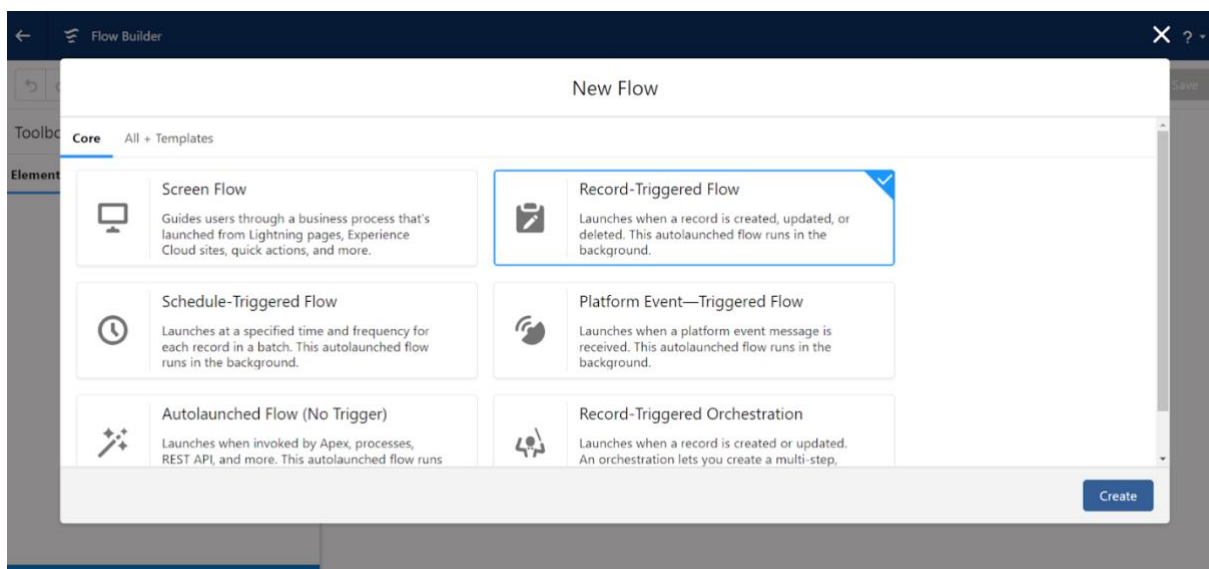 Flow Builder
?
New Flow
Save
Toolbo
Core
All + Templates
Element
Screen Flow
Guides users through a business process that's
launched from Lightning pages, Experience
Cloud sites, quick actions, and more.
Record-Triggered Flow
Launches when a record is created, updated, or
deleted. This autolaunched flow runs in the
background.
Schedule-Triggered Flow
Launches at a specified time and frequency for
each record in a batch. This autolaunched flow
runs in the background.
Platform Event—Triggered Flow
Launches when a platform event message is
received. This autolaunched flow runs in the
background.
Autolaunched Flow (No Trigger)
Launches when invoked by Apex, processes,
REST API, and more. This autolaunched flow runs
Record-Triggered Orchestration
Launches when a record is created or updated.
An orchestration lets you create a multi-step,
Create